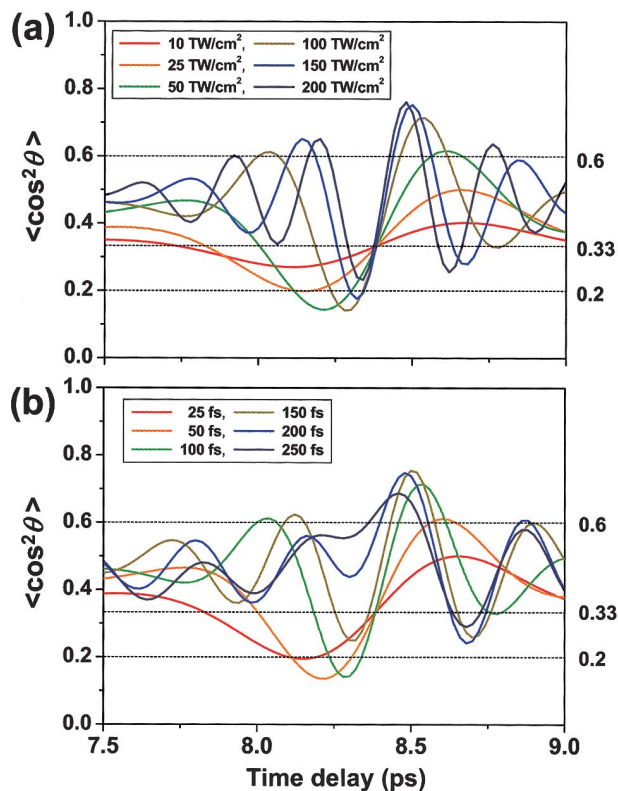 (a)
1.0
0.8
0.6
0.4
0.2
0.0
<cos²θ>
10 TW/cm², 100 TW/cm²
25 TW/cm², 150 TW/cm²
50 TW/cm², 200 TW/cm²
0.6
0.33
0.2
(b)
1.0
0.8
0.6
0.4
0.2
0.0
<cos²θ>
25 fs, 150 fs
50 fs, 200 fs
100 fs, 250 fs
0.6
0.33
0.2
7.5 8.0 8.5 9.0
Time delay (ps)